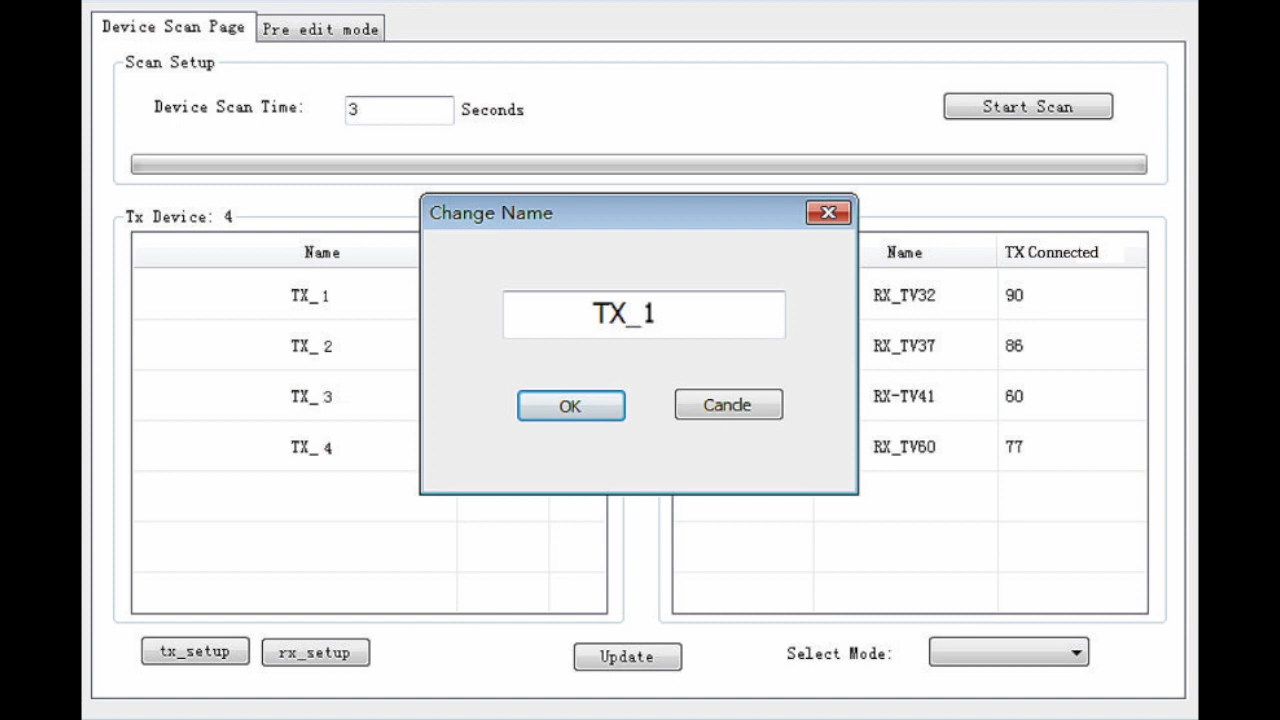 Device Scan Page Pre edit mode
Scan Setup
Device Scan Time: 3 Seconds Start Scan
Tx Device: 4
Change Name
Name
Name TX Connected
TX_ 1
RX_TV32 90
TX_1
TX_ 2
RX_TV37 86
TX_ 3
RX-TV41 60
OK Cancle
TX_ 4
RX_TV60 77
tx_setup rx_setup Update Select Mode: